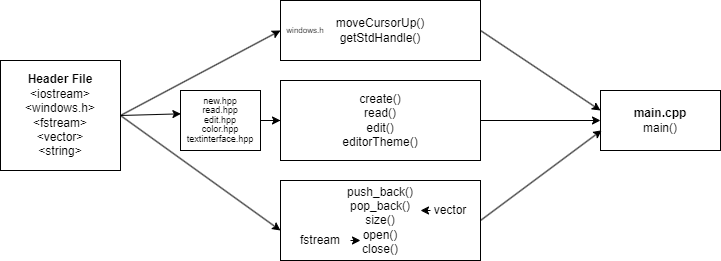 Header File
<iostream>
<windows.h>
<fstream>
<vector>
<string>
windows.h
moveCursorUp()
getStdHandle()
new.hpp
read.hpp
edit.hpp
color.hpp
textinterface.hpp
create()
read()
edit()
editorTheme()
push_back()
pop_back()
vector
size()
fstream
open()
close()
main.cpp
main()